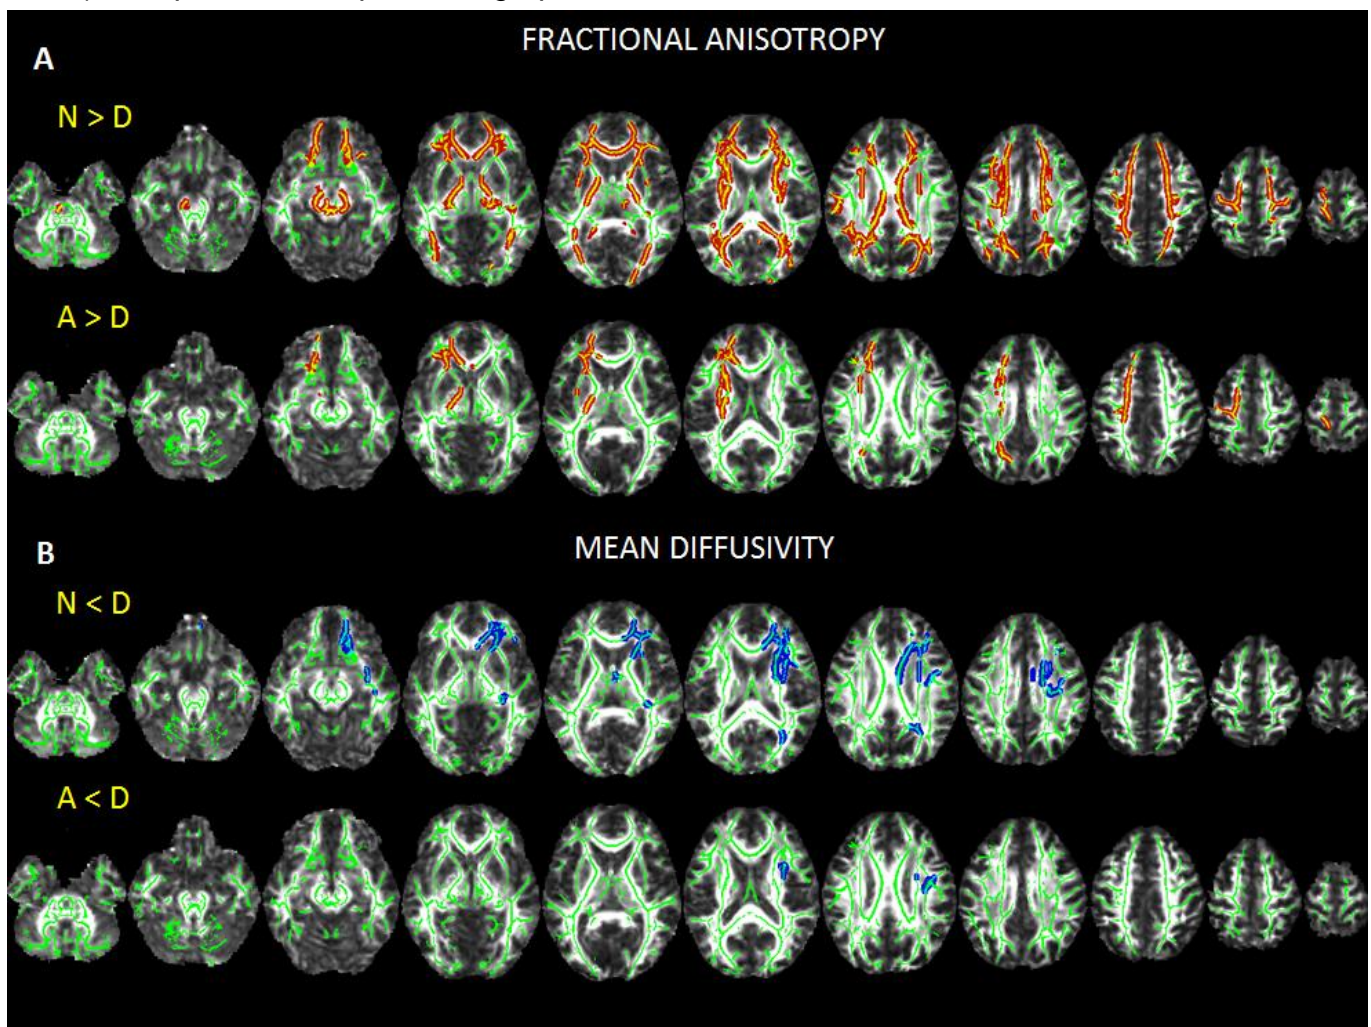 FRACTIONAL ANISOTROPY
A
N > D
A > D
MEAN DIFFUSIVITY
B
N < D
A < D